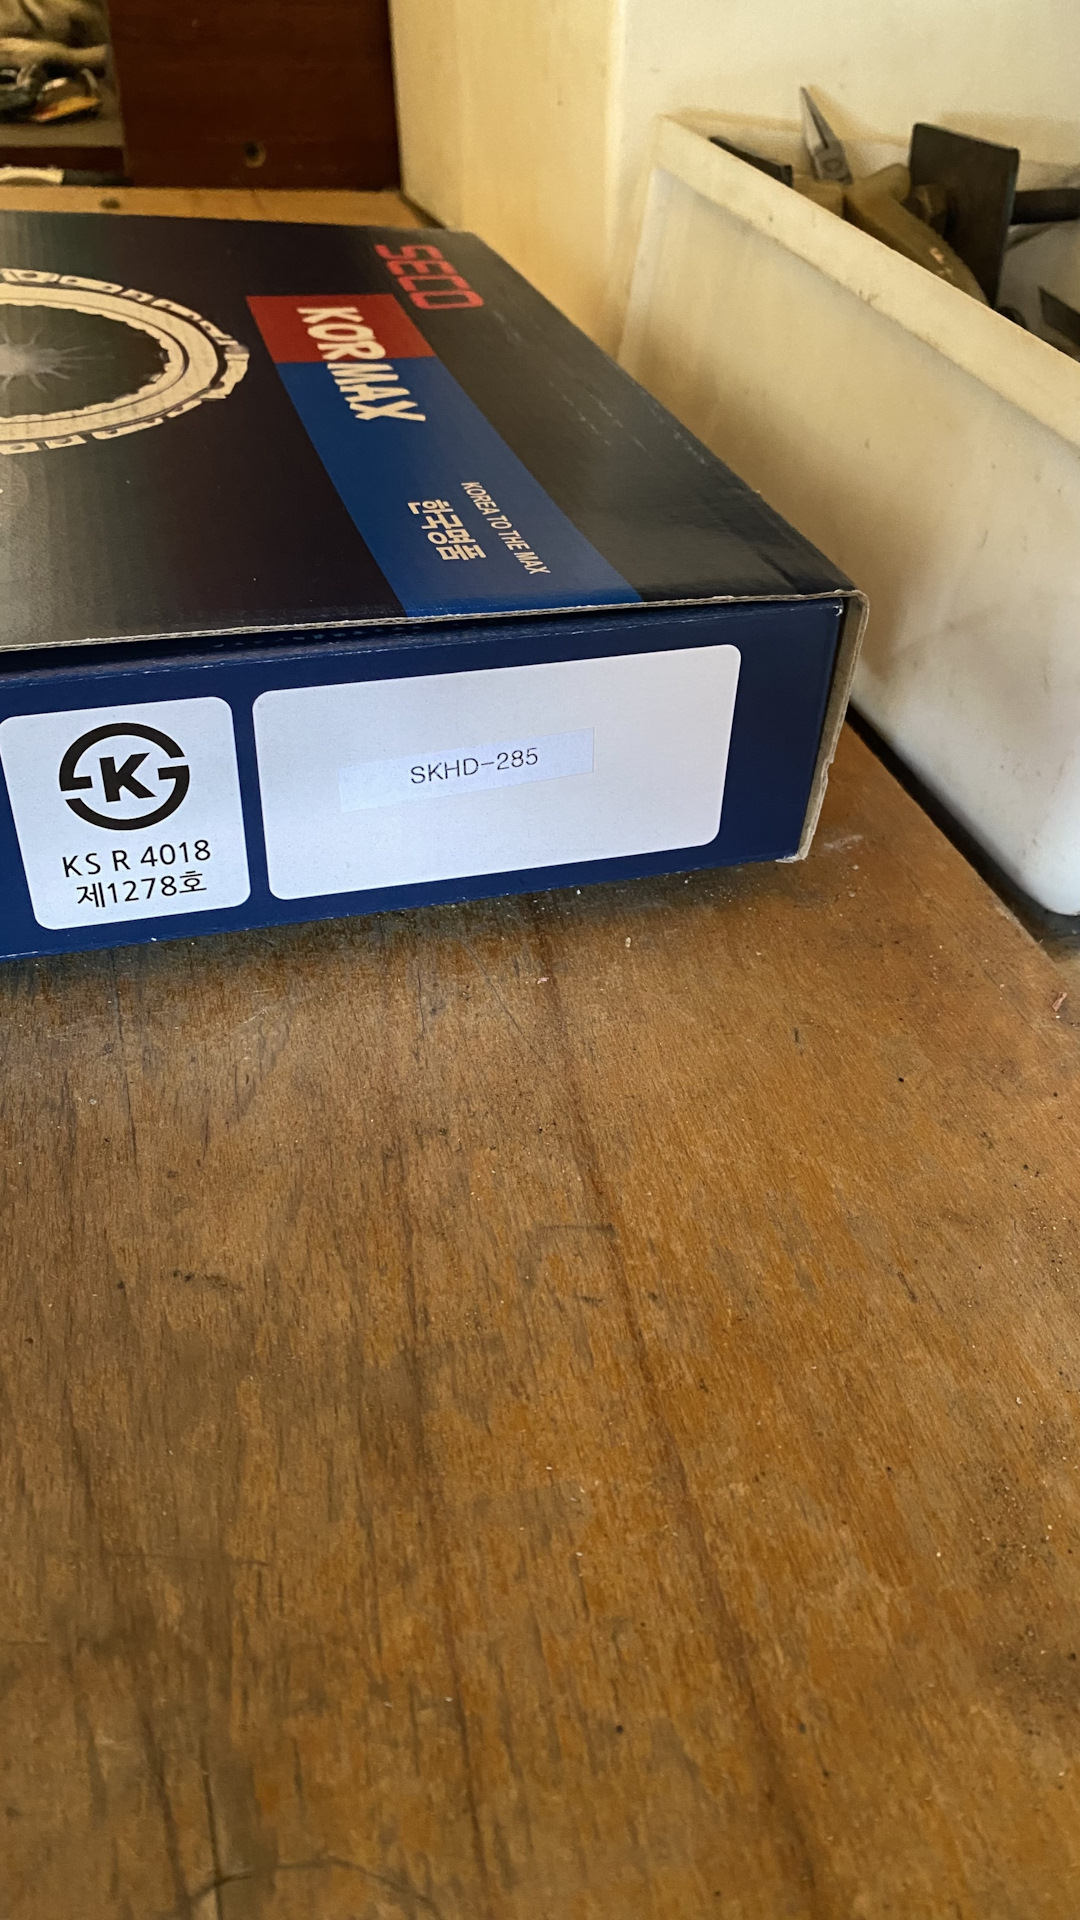 SECO
KORMAX
KOREA TO THE MAX
한국명품
K
KS R 4018
제1278호
SKHD-285